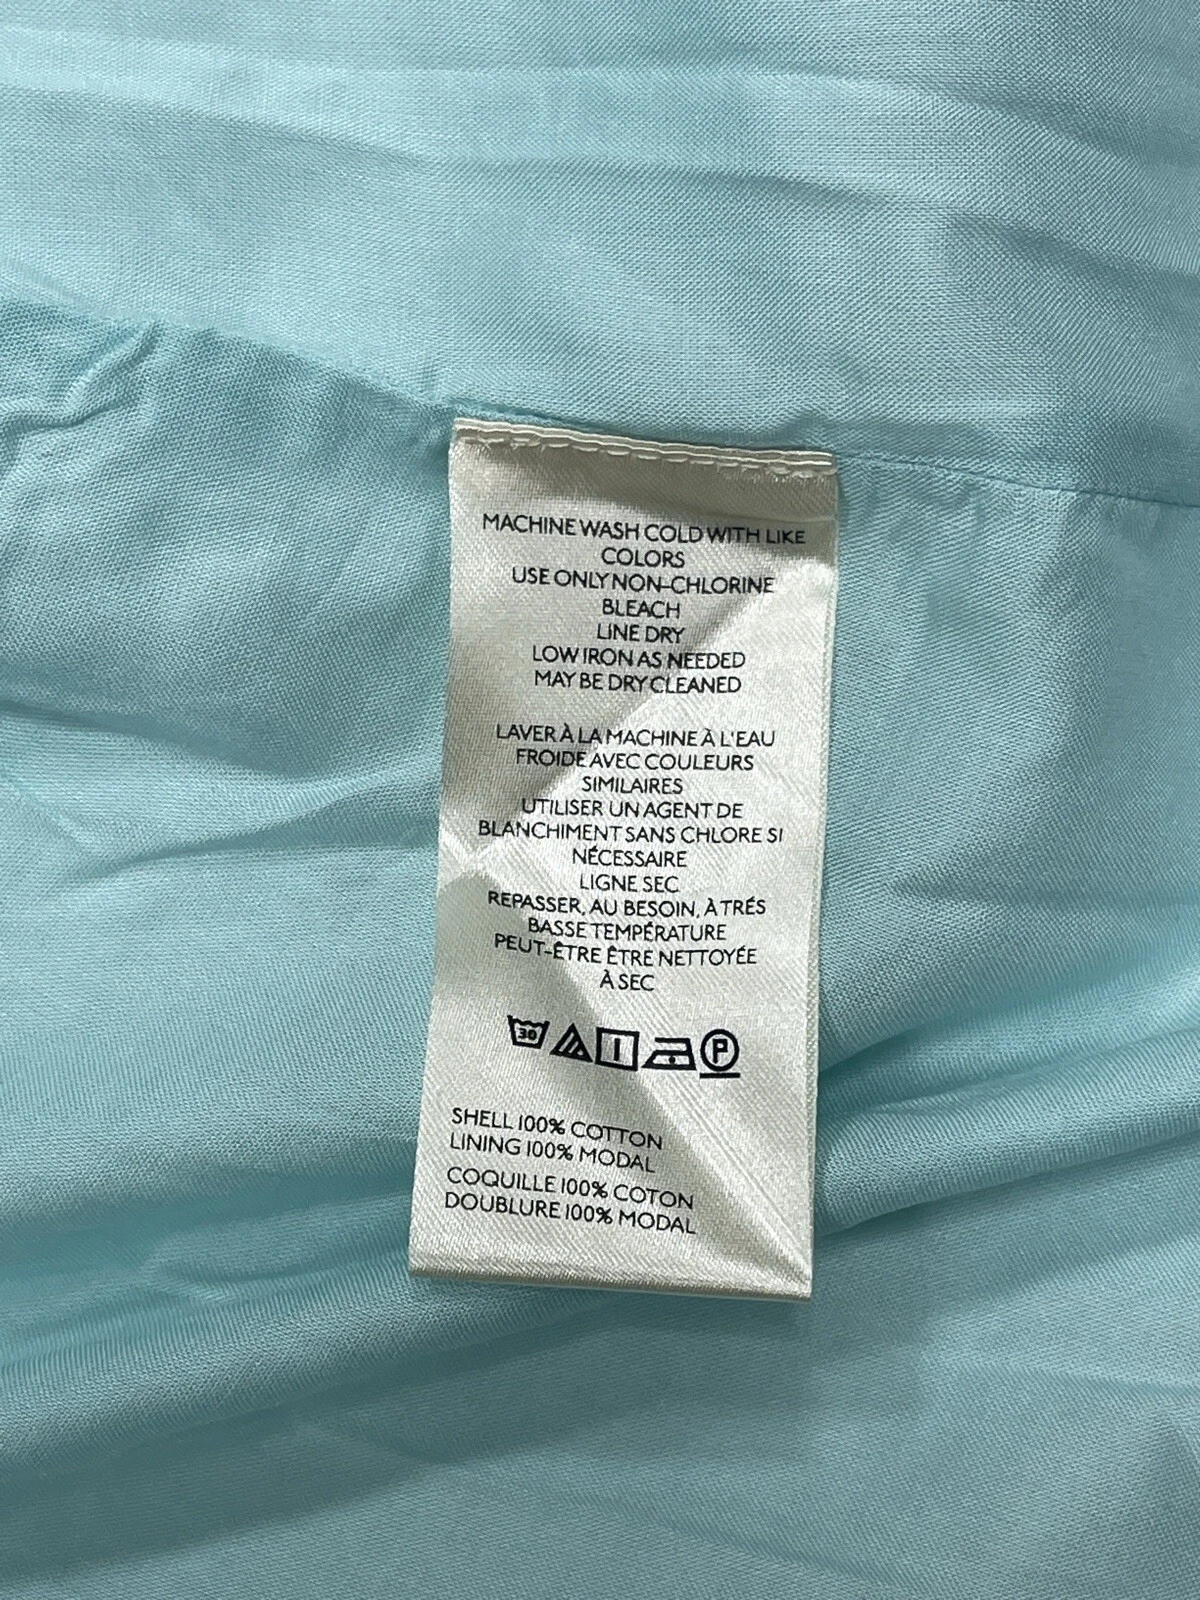 MACHINE WASH COLD WITH LIKE
COLORS
USE ONLY NON-CHLORINE
BLEACH
LINE DRY
LOW IRON AS NEEDED
MAY BE DRY CLEANED
LAVER À LA MACHINE À L'EAU
FROIDE AVEC COULEURS
SIMILAIRES
UTILISER UN AGENT DE
BLANCHIMENT SANS CHLORE SI
NÉCESSAIRE
LIGNE SEC
REPASSER, AU BESOIN, À TRÉS
BASSE TEMPÉRATURE
PEUT-ÊTRE ÊTRE NETTOYÉE
À SEC
30 P
SHELL 100% COTTON
LINING 100% MODAL
COQUILLE 100% COTON
DOUBLURE 100% MODAL